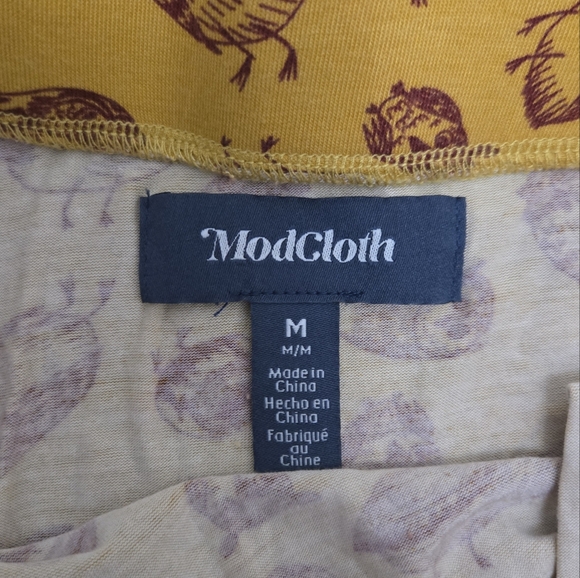 ModCloth
M
M/M
Made in
China
Hecho en
China
Fabriqué
au
Chine